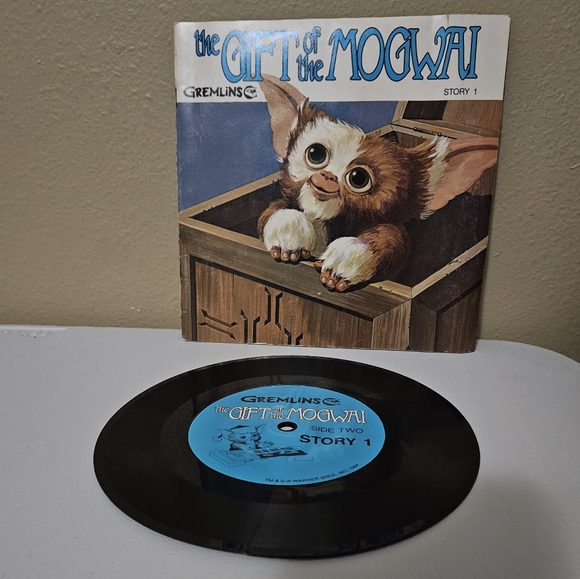 the GIFT of the MOGWAI
GREMLINS
STORY 1
GREMLINS
the GIFT of the MOGWAI
SIDE TWO
STORY 1